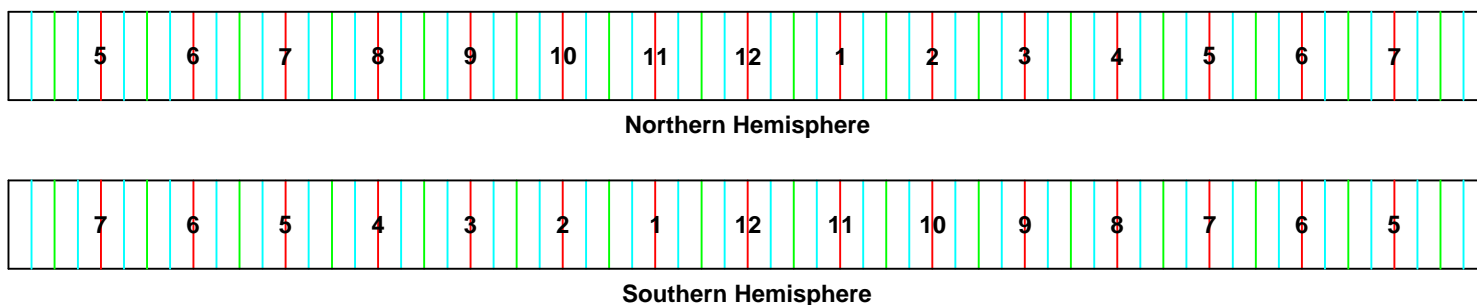 5 6 7 8 9 10 11 12 1 2 3 4 5 6 7
Northern Hemisphere
7 6 5 4 3 2 1 12 11 10 9 8 7 6 5
Southern Hemisphere